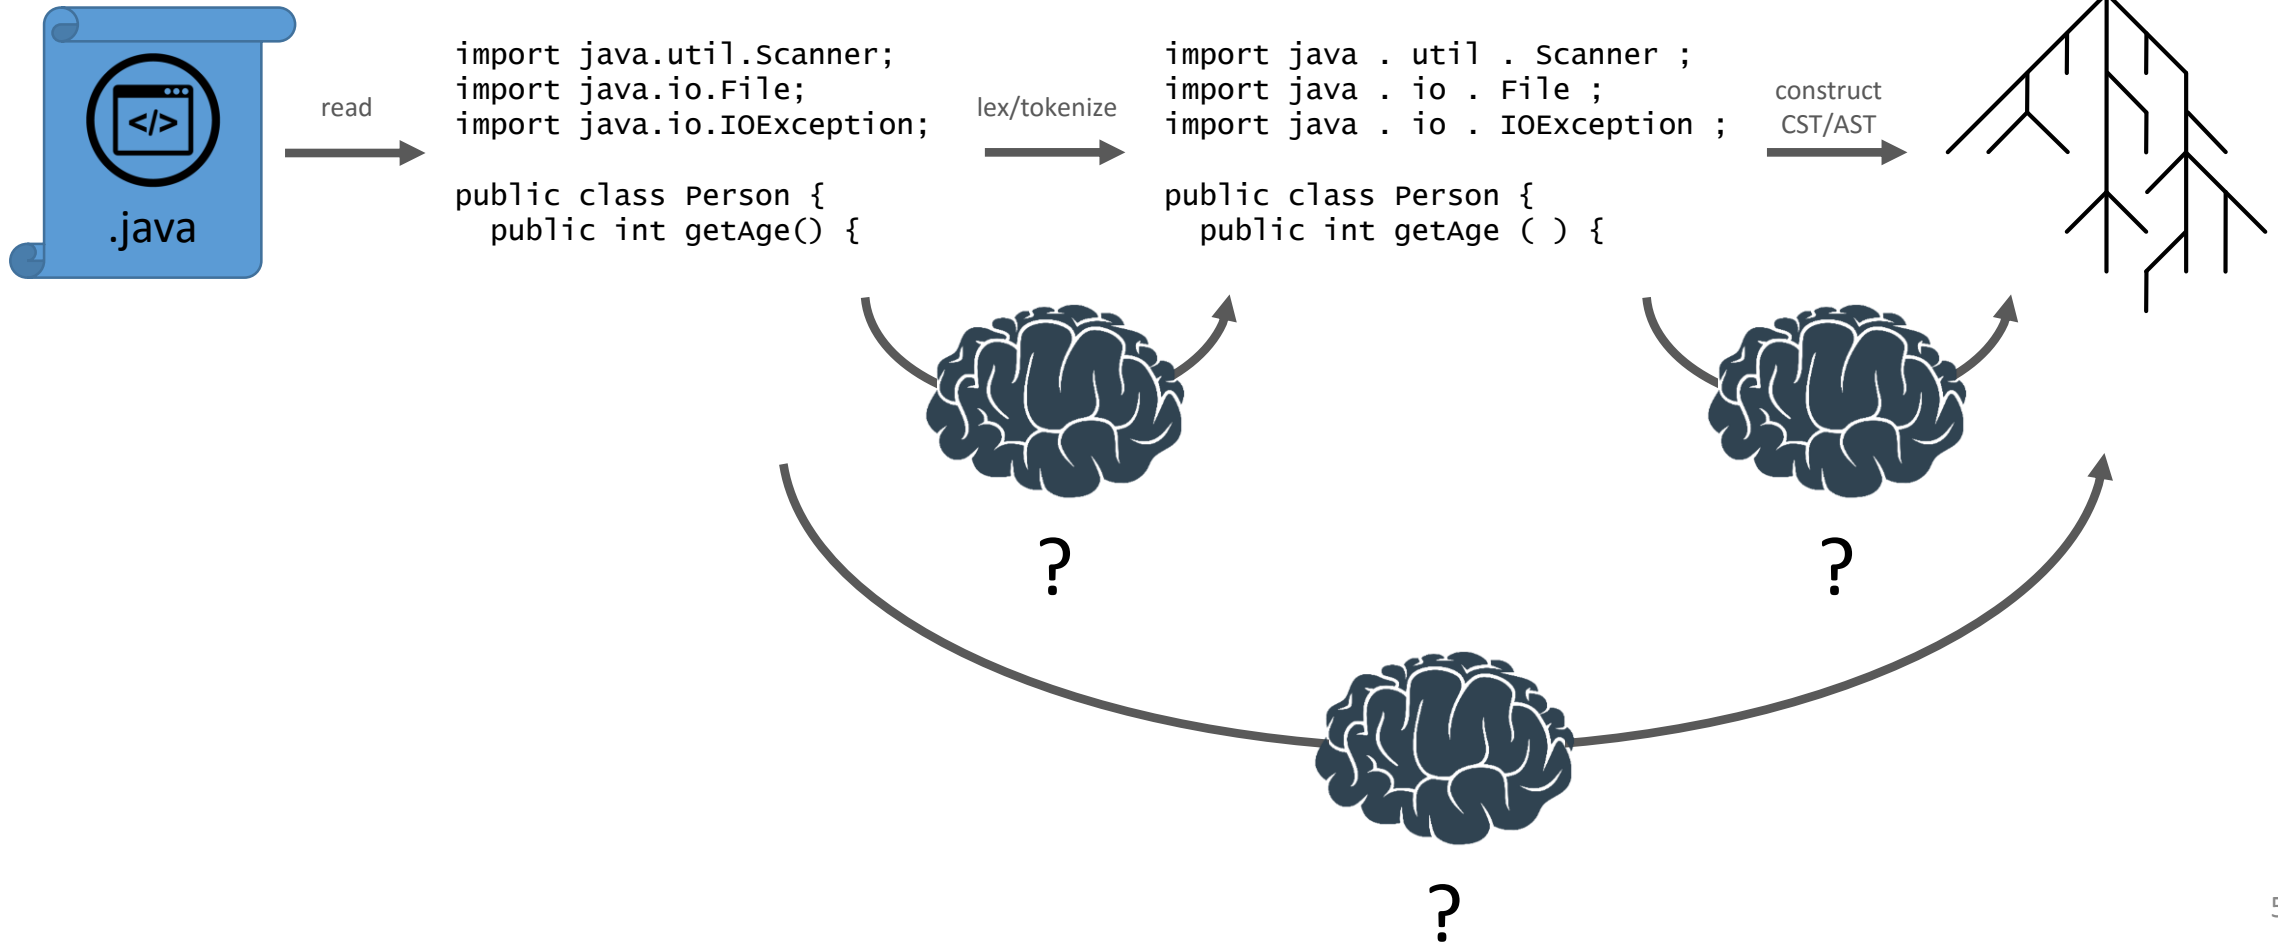 </>
.java
read
import java.util.Scanner;
import java.io.File;
import java.io.IOException;
public class Person {
  public int getAge() {
lex/tokenize
import java . util . Scanner ;
import java . io . File ;
import java . io . IOException ;
public class Person {
  public int getAge ( ) {
construct
CST/AST
?
?
?
5